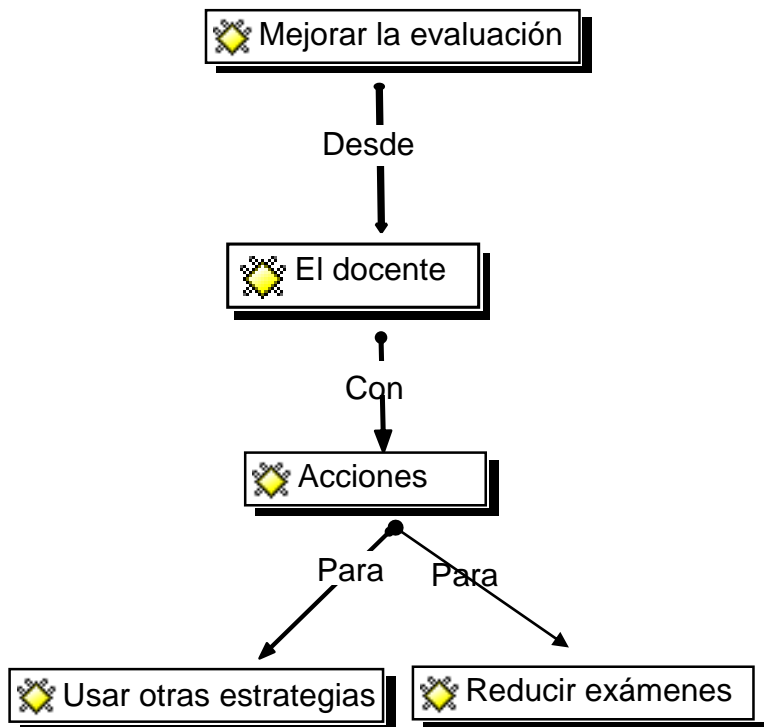 Mejorar la evaluación
Desde
El docente
Con
Acciones
Para
Para
Usar otras estrategias
Reducir exámenes